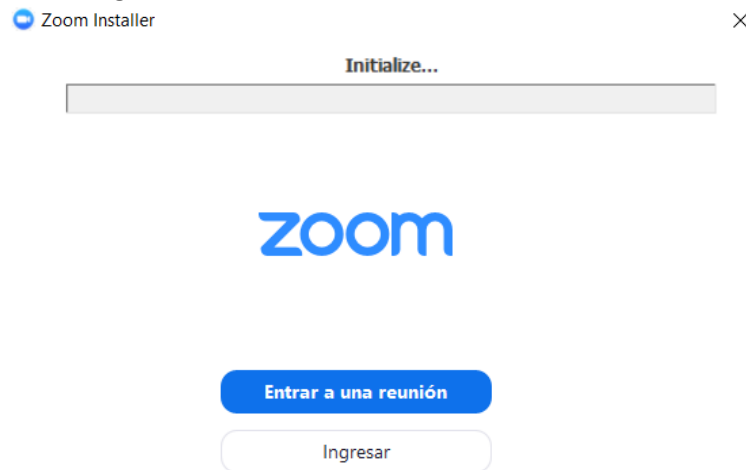 Zoom Installer
Initialize...
zoom
Entrar a una reunión
Ingresar